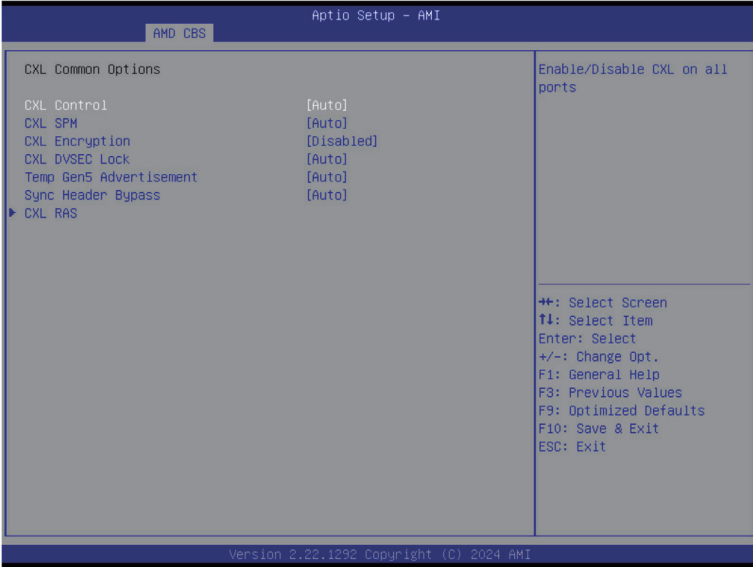 Aptio Setup – AMI
AMD CBS
CXL Common Options
CXL Control [Auto]
CXL SPM [Auto]
CXL Encryption [Disabled]
CXL DVSEC Lock [Auto]
Temp Gen5 Advertisement [Auto]
Sync Header Bypass [Auto]
CXL RAS
Enable/Disable CXL on all
ports
→←: Select Screen
↑↓: Select Item
Enter: Select
+/-: Change Opt.
F1: General Help
F3: Previous Values
F9: Optimized Defaults
F10: Save & Exit
ESC: Exit
Version 2.22.1292 Copyright (C) 2024 AMI